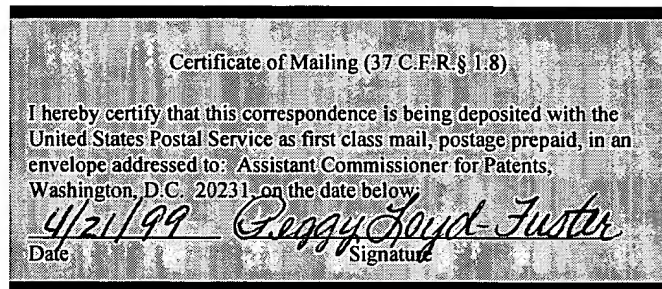 Certificate of Mailing (37 C.F.R.§ 1.8)
I hereby certify that this correspondence is being deposited with the
United States Postal Service as first class mail, postage prepaid, in an
envelope addressed to: Assistant Commissioner for Patents,
Washington, D.C. 20231, on the date below:
4/21/99 Peggy Loyd-Fuster
Date Signature